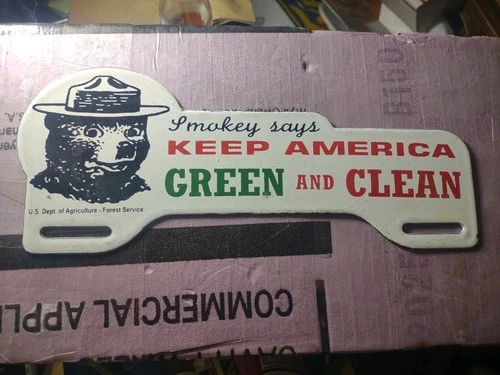 Smokey says
KEEP AMERICA
GREEN AND CLEAN
U.S. Dept. of Agriculture - Forest Service
COMMERCIAL APPL